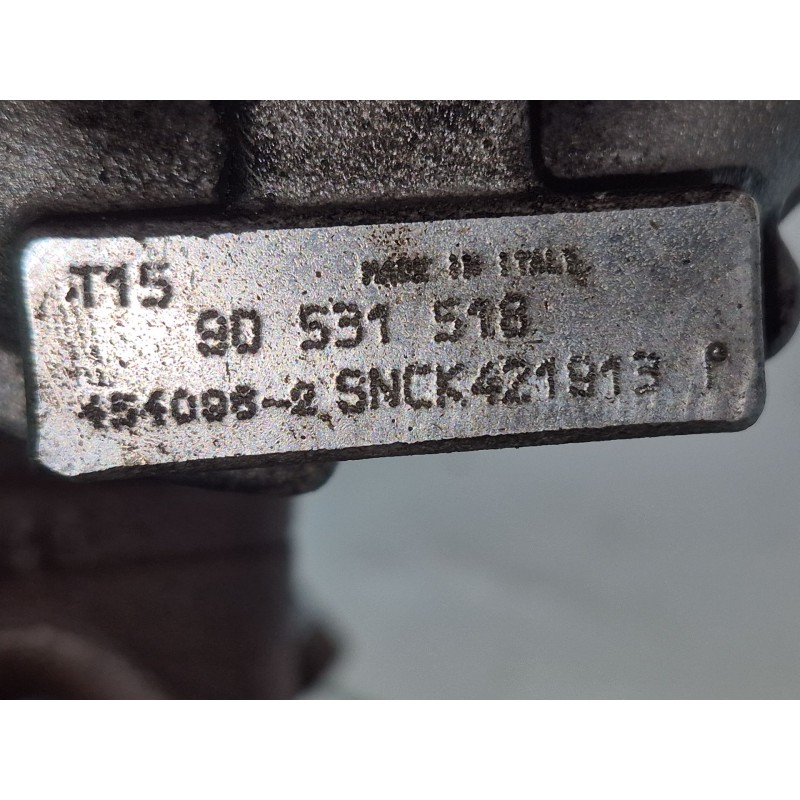 T15 MADE IN ITALY
90 531 518
454098-2 SNCK421913 P